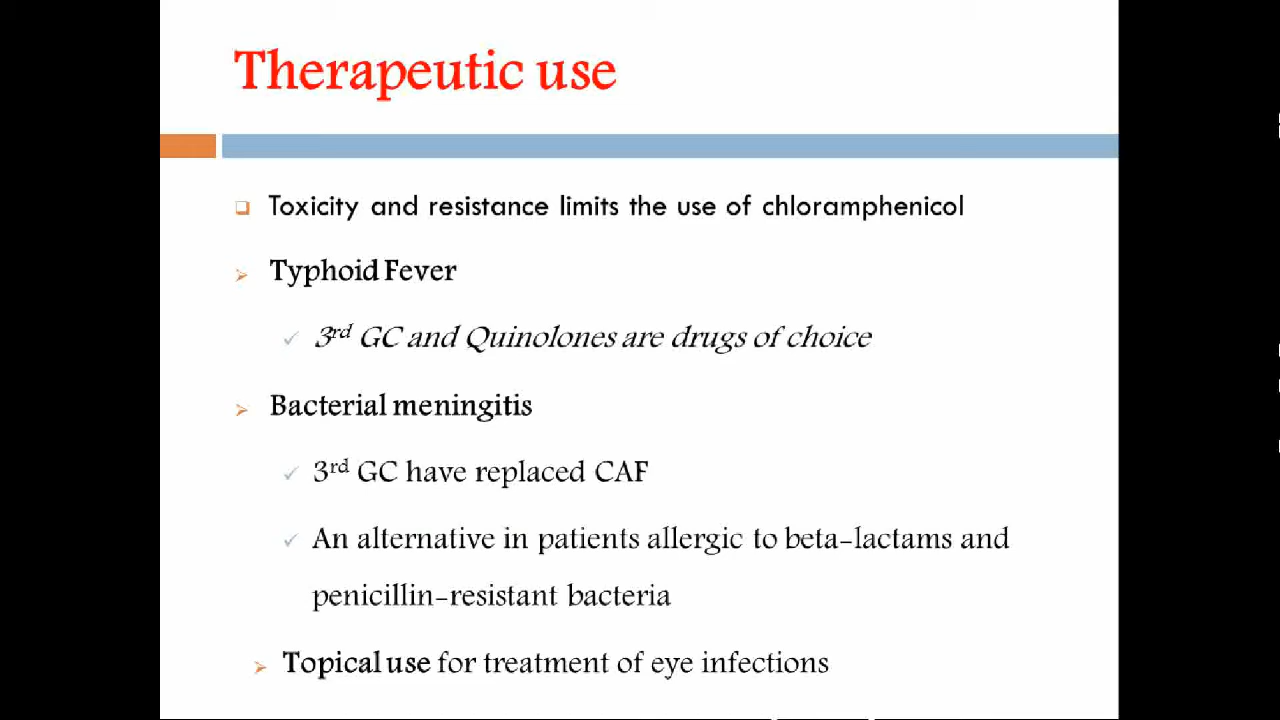 Therapeutic use
Toxicity and resistance limits the use of chloramphenicol
Typhoid Fever
3rd GC and Quinolones are drugs of choice
Bacterial meningitis
3rd GC have replaced CAF
An alternative in patients allergic to beta-lactams and
penicillin-resistant bacteria
Topical use for treatment of eye infections